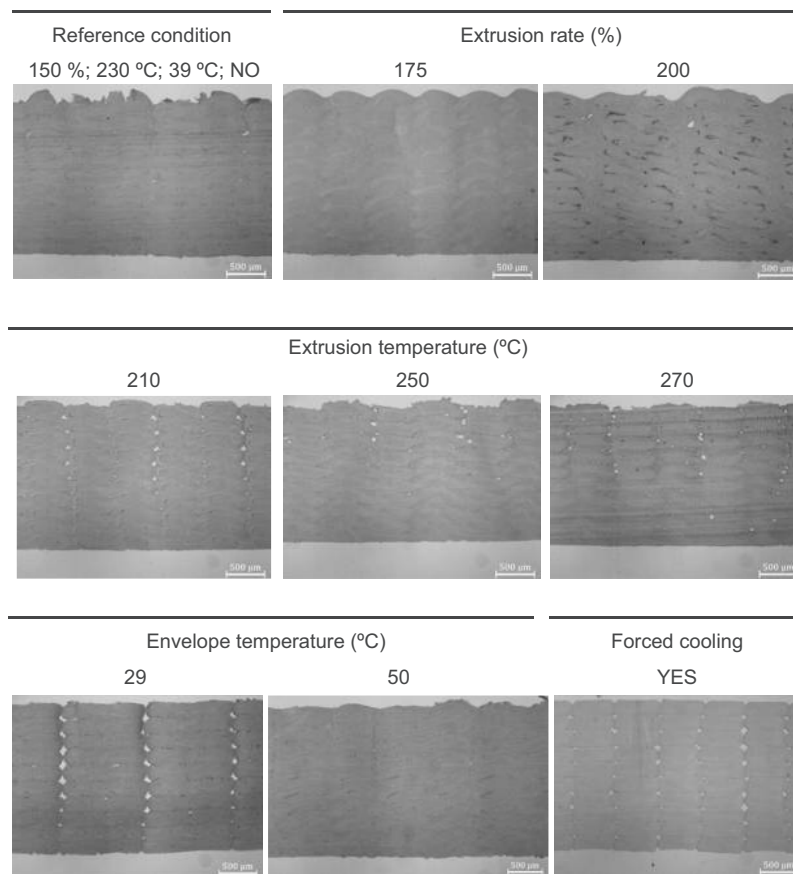 Reference condition
Extrusion rate (%)
150 %; 230 ºC; 39 ºC; NO
175
200
500 µm
500 µm
500 µm
Extrusion temperature (ºC)
210
250
270
500 µm
500 µm
500 µm
Envelope temperature (ºC)
Forced cooling
29
50
YES
500 µm
500 µm
500 µm